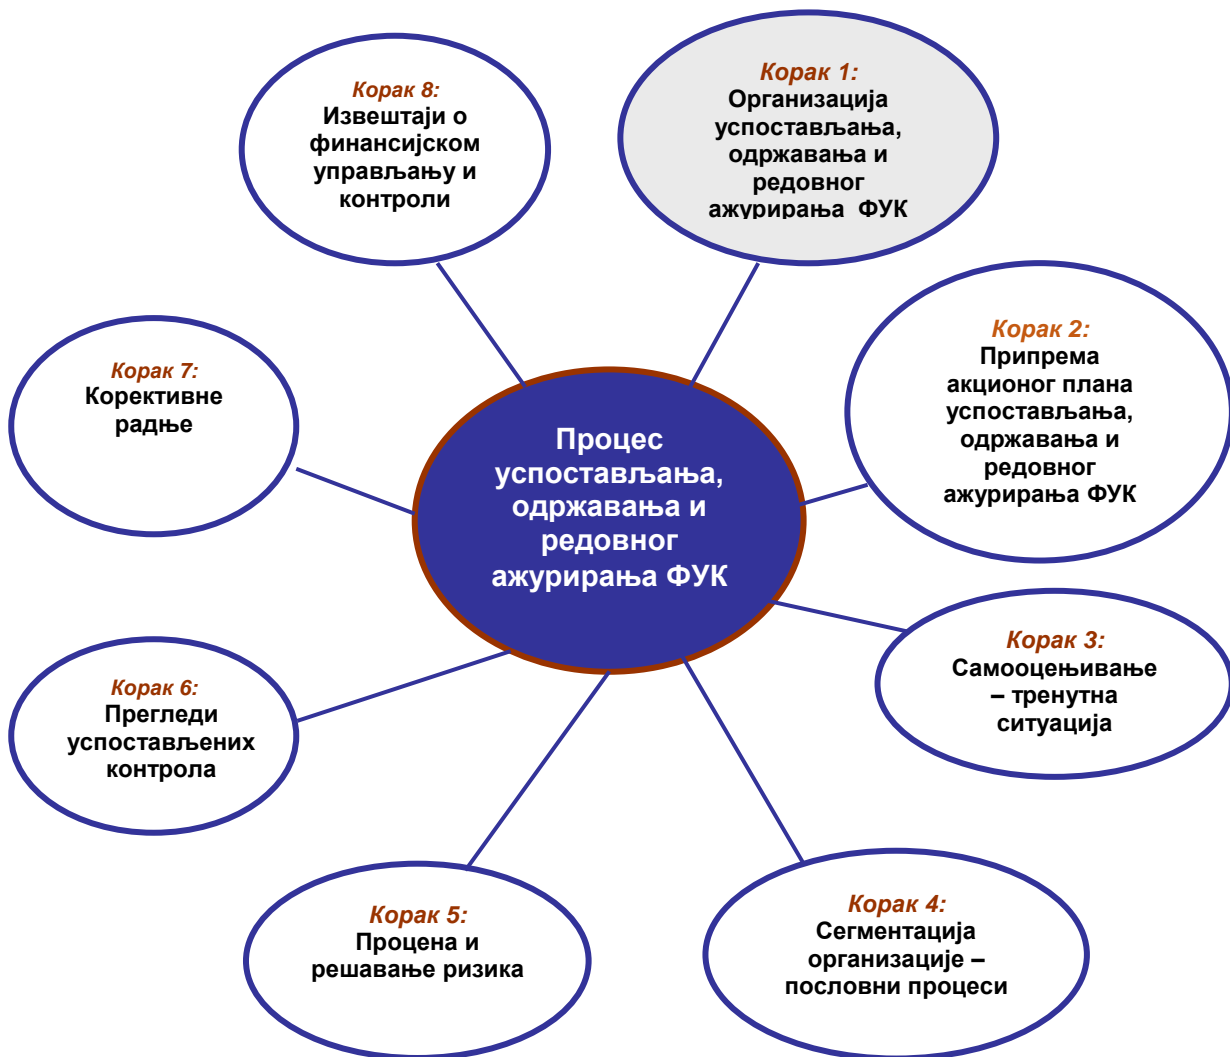 Корак 1:
Организација
успостављања,
одржавања и
редовног
ажурирања ФУК
Корак 2:
Припрема
акционог плана
успостављања,
одржавања и
редовног
ажурирања ФУК
Корак 3:
Самооцењивање
– тренутна
ситуација
Корак 4:
Сегментација
организације –
пословни процеси
Корак 5:
Процена и
решавање ризика
Корак 6:
Прегледи
успостављених
контрола
Корак 7:
Корективне
радње
Корак 8:
Извештаји о
финансијском
управљању и
контроли
Процес
успостављања,
одржавања и
редовног
ажурирања ФУК